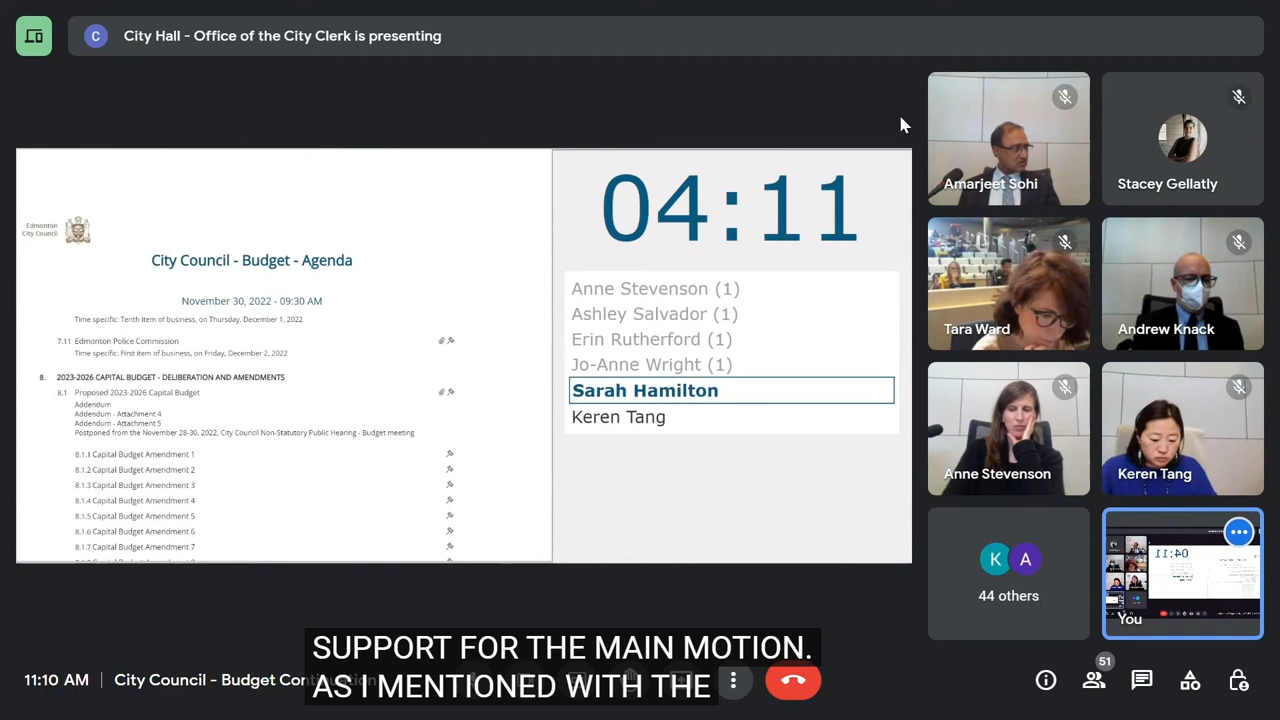 C City Hall - Office of the City Clerk is presenting
Edmonton
City Council
City Council - Budget - Agenda
November 30, 2022 - 09:30 AM
Time specific: Tenth item of business, on Thursday, December 1, 2022
7.11 Edmonton Police Commission
Time specific: First item of business, on Friday, December 2, 2022
8. 2023-2026 CAPITAL BUDGET - DELIBERATION AND AMENDMENTS
8.1 Proposed 2023-2026 Capital Budget
Addendum
Addendum - Attachment 4
Addendum - Attachment 5
Postponed from the November 28-30, 2022, City Council Non-Statutory Public Hearing - Budget meeting
8.1.1 Capital Budget Amendment 1
8.1.2 Capital Budget Amendment 2
8.1.3 Capital Budget Amendment 3
8.1.4 Capital Budget Amendment 4
8.1.5 Capital Budget Amendment 5
8.1.6 Capital Budget Amendment 6
8.1.7 Capital Budget Amendment 7
04:11
Anne Stevenson (1)
Ashley Salvador (1)
Erin Rutherford (1)
Jo-Anne Wright (1)
Sarah Hamilton
Keren Tang
Amarjeet Sohi
Stacey Gellatly
Tara Ward
Andrew Knack
Anne Stevenson
Keren Tang
K A
44 others
04:11
You
SUPPORT FOR THE MAIN MOTION.
AS I MENTIONED WITH THE
11:10 AM | City Council - Budget Con
51